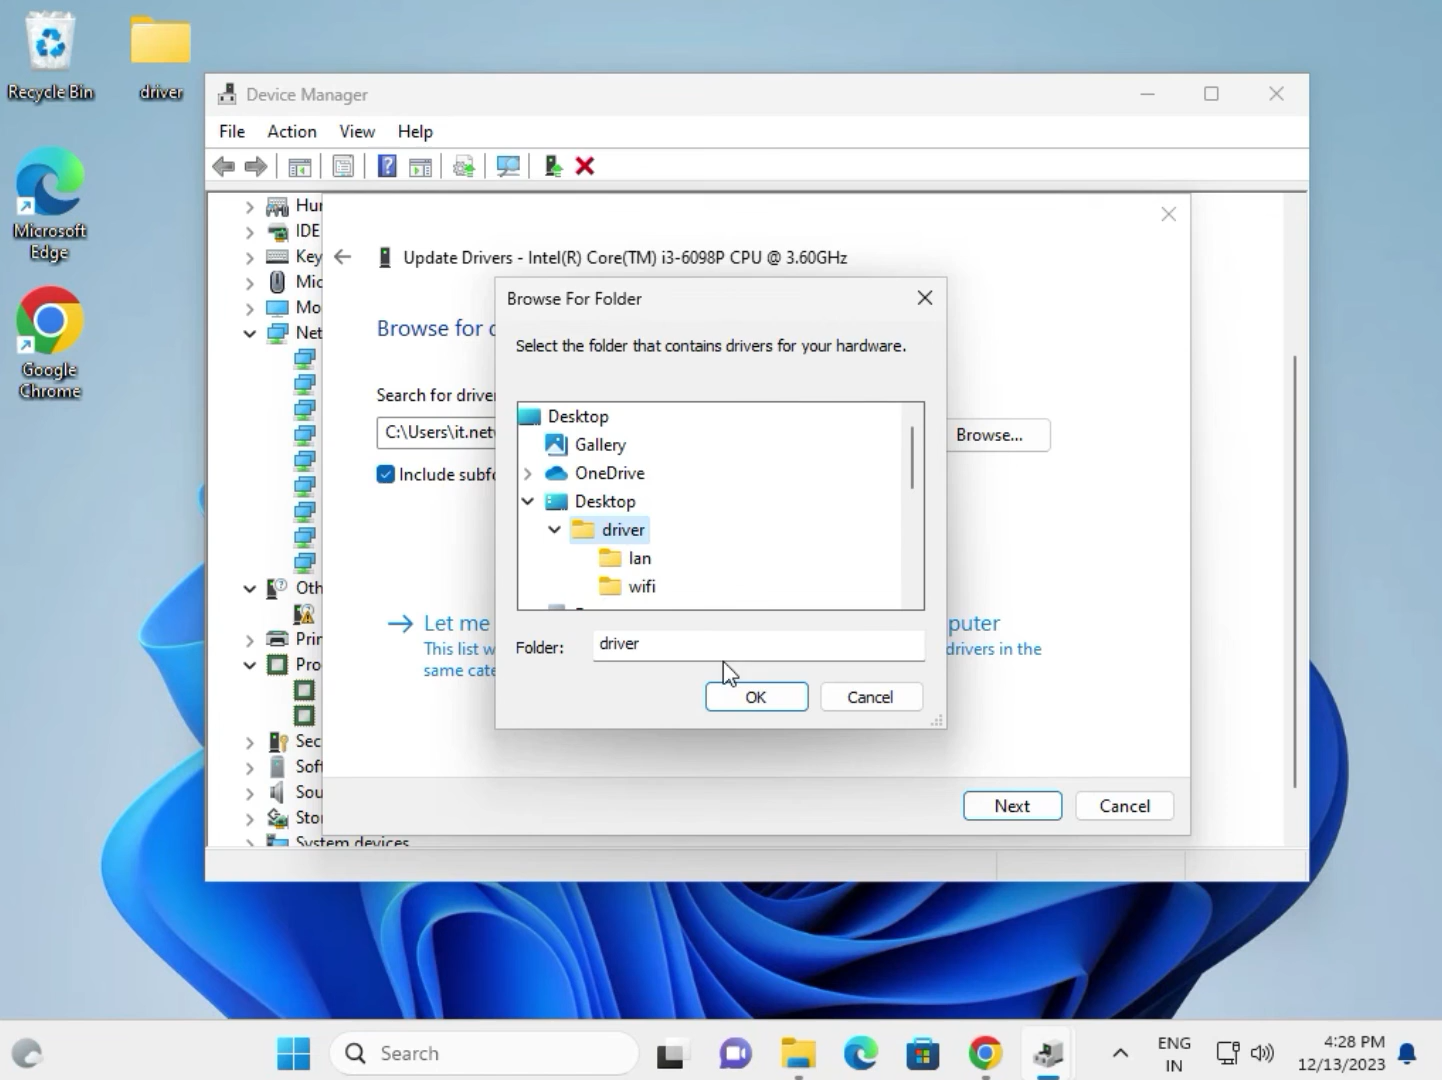 Recycle Bin
driver
Microsoft
Edge
Google
Chrome
Device Manager
File Action View Help
Hur
IDE
Key
Mic
Mo
Net
Oth
Prir
Pro
Sec
Soft
Sou
Sto
System devices
Update Drivers - Intel(R) Core(TM) i3-6098P CPU @ 3.60GHz
Browse for d
Search for driver
C:\Users\it.netv
Browse...
Include subfo
Let me
puter
This list w
drivers in the
same cate
Next
Cancel
Browse For Folder
Select the folder that contains drivers for your hardware.
Desktop
Gallery
OneDrive
Desktop
driver
lan
wifi
Folder:
driver
OK
Cancel
Search
ENG
IN
4:28 PM
12/13/2023